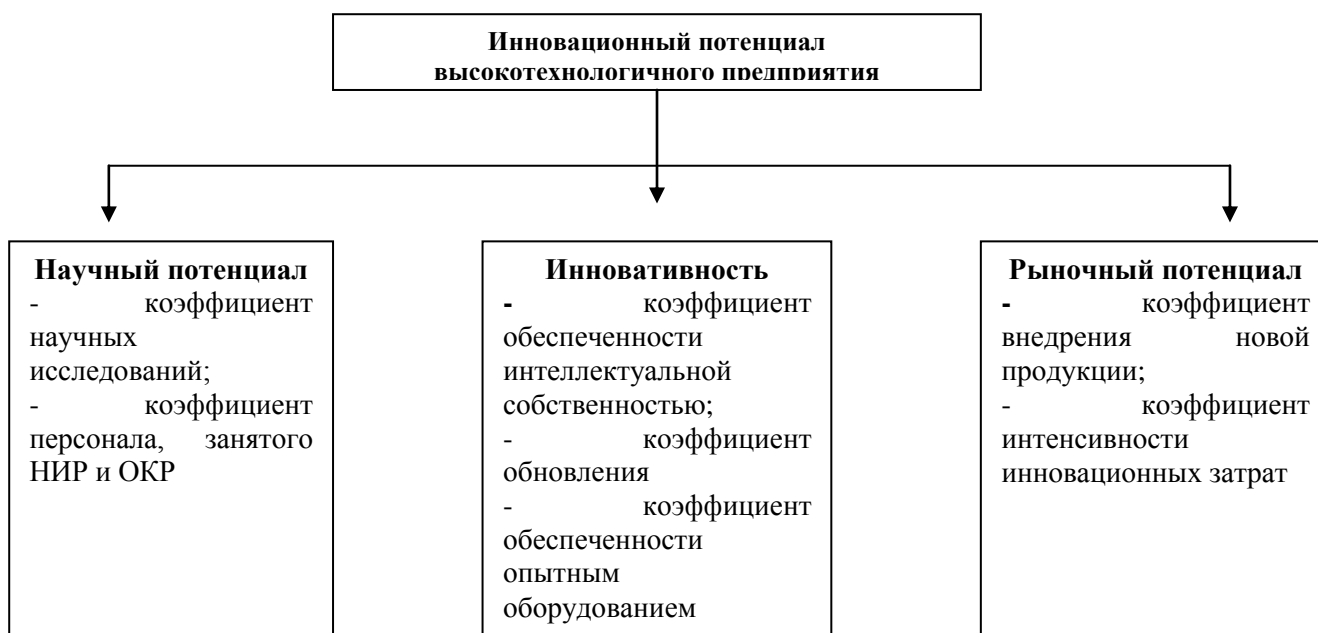 Инновационный потенциал
высокотехнологичного предприятия
Научный потенциал
- коэффициент
научных
исследований;
- коэффициент
персонала, занятого
НИР и ОКР
Инновативность
- коэффициент
обеспеченности
интеллектуальной
собственностью;
- коэффициент
обновления
- коэффициент
обеспеченности
опытным
оборудованием
Рыночный потенциал
- коэффициент
внедрения новой
продукции;
- коэффициент
интенсивности
инновационных затрат